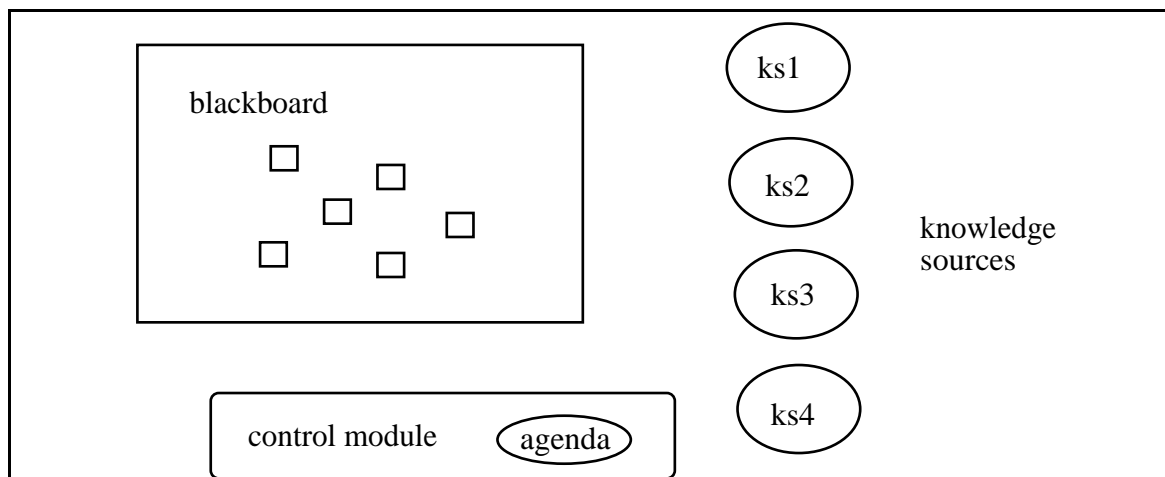 blackboard
ks1
ks2
ks3
ks4
knowledge
sources
control module
agenda